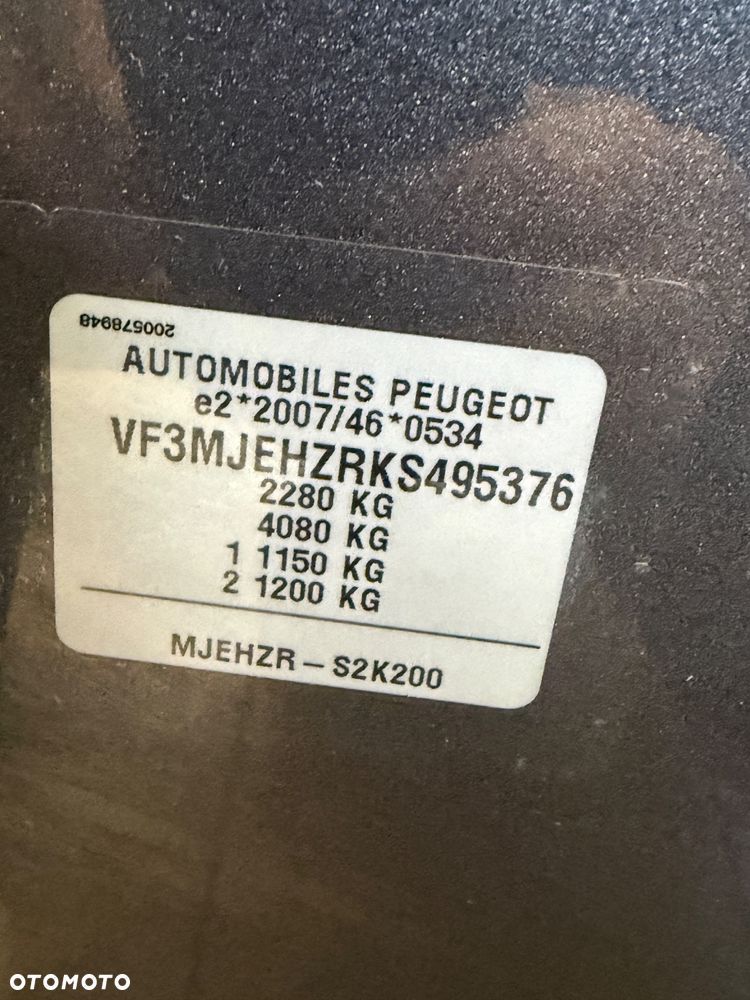 200578948
AUTOMOBILES PEUGEOT
e2*2007/46*0534
VF3MJEHZRKS495376
2280 KG
4080 KG
1 1150 KG
2 1200 KG
MJEHZR-S2K200
OTOMOTO